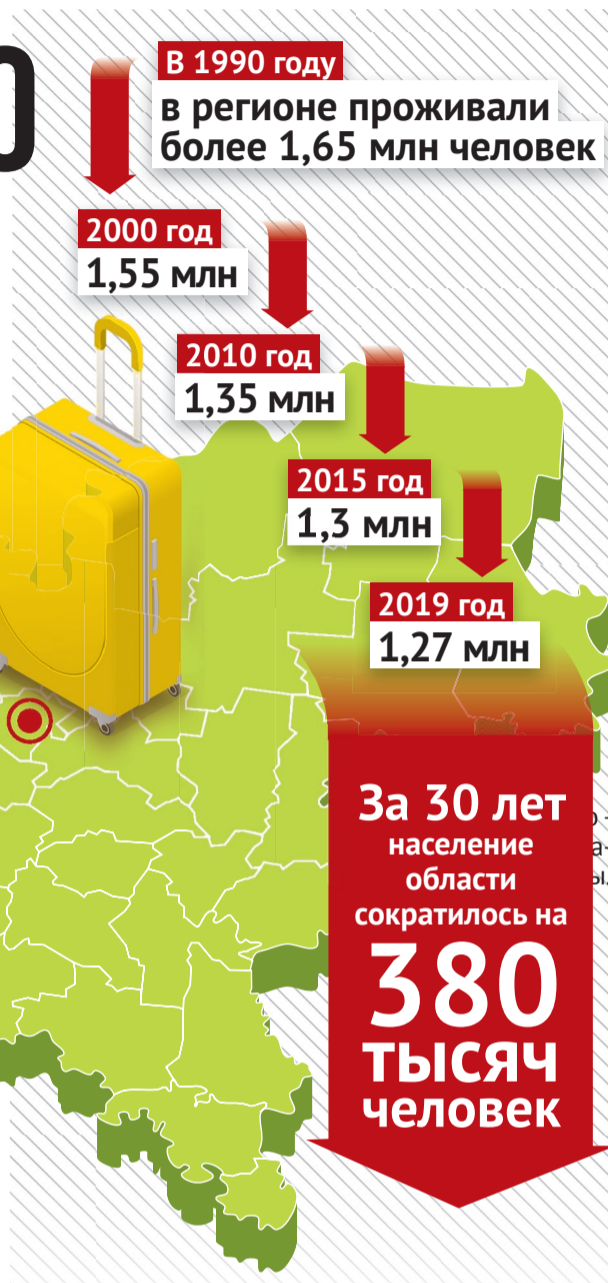 В 1990 году
в регионе проживали
более 1,65 млн человек
2000 год
1,55 млн
2010 год
1,35 млн
2015 год
1,3 млн
2019 год
1,27 млн
За 30 лет
население
области
сократилось на
380
тысяч
человек